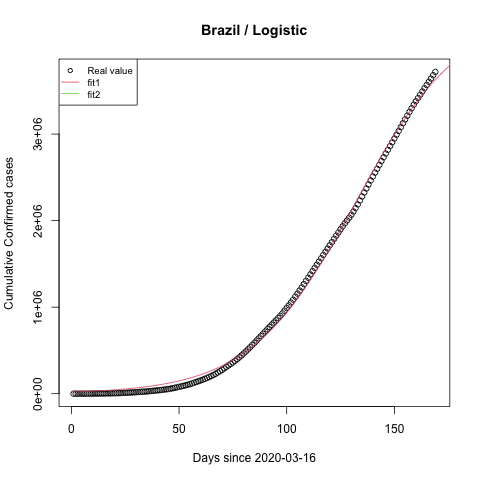 Brazil / Logistic
Real value
fit1
fit2
Cumulative Confirmed cases
3e+06
2e+06
1e+06
0e+00
0 50 100 150
Days since 2020-03-16